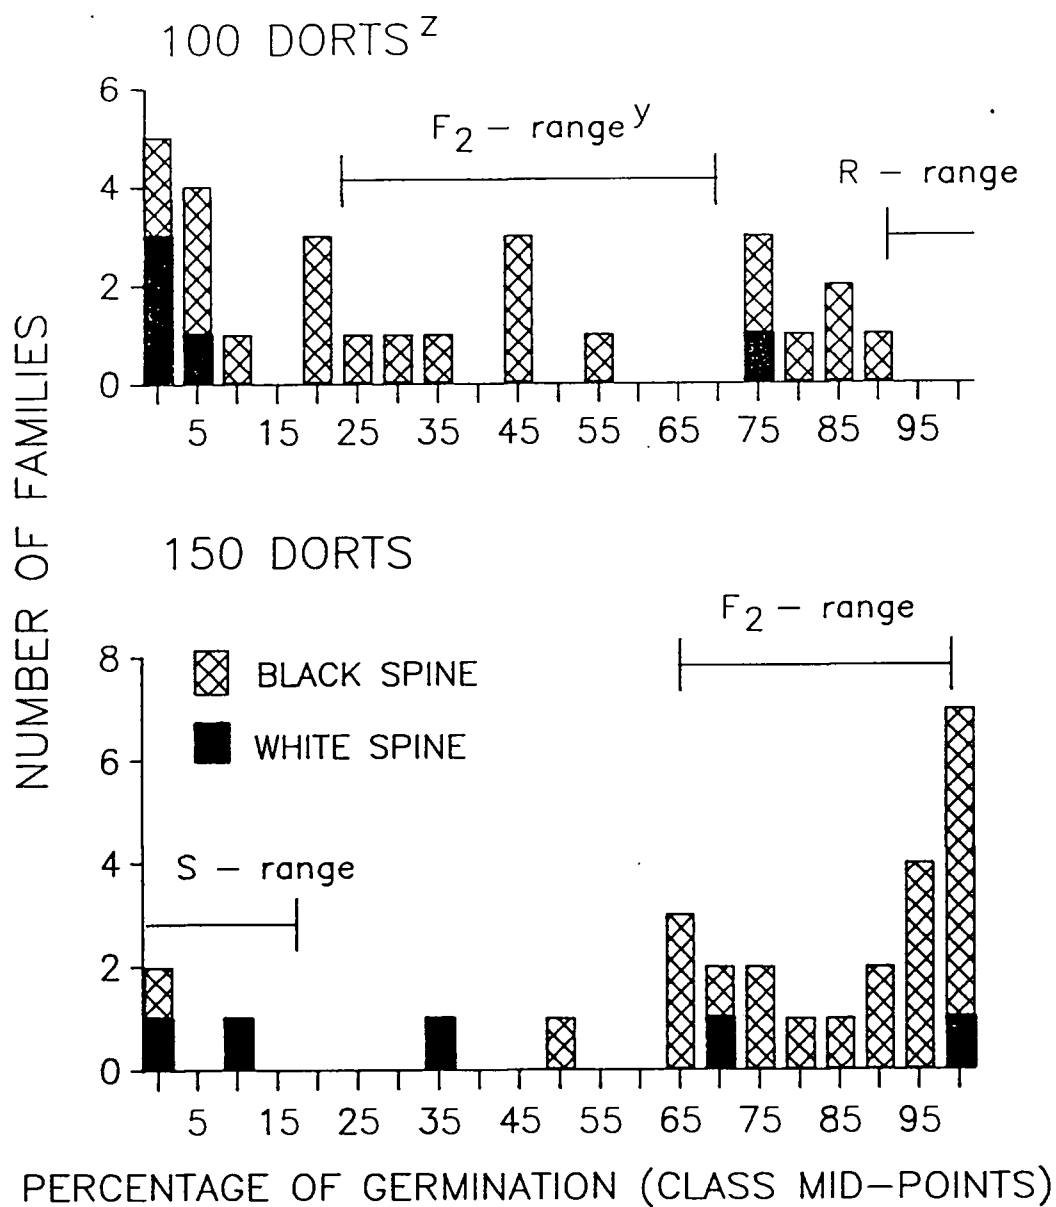 100 DORTS^z
6
F2 – range^y
R – range
4
2
0
5 15 25 35 45 55 65 75 85 95
NUMBER OF FAMILIES
150 DORTS
F2 – range
8
BLACK SPINE
WHITE SPINE
6
4
S – range
2
0
5 15 25 35 45 55 65 75 85 95
PERCENTAGE OF GERMINATION (CLASS MID–POINTS)